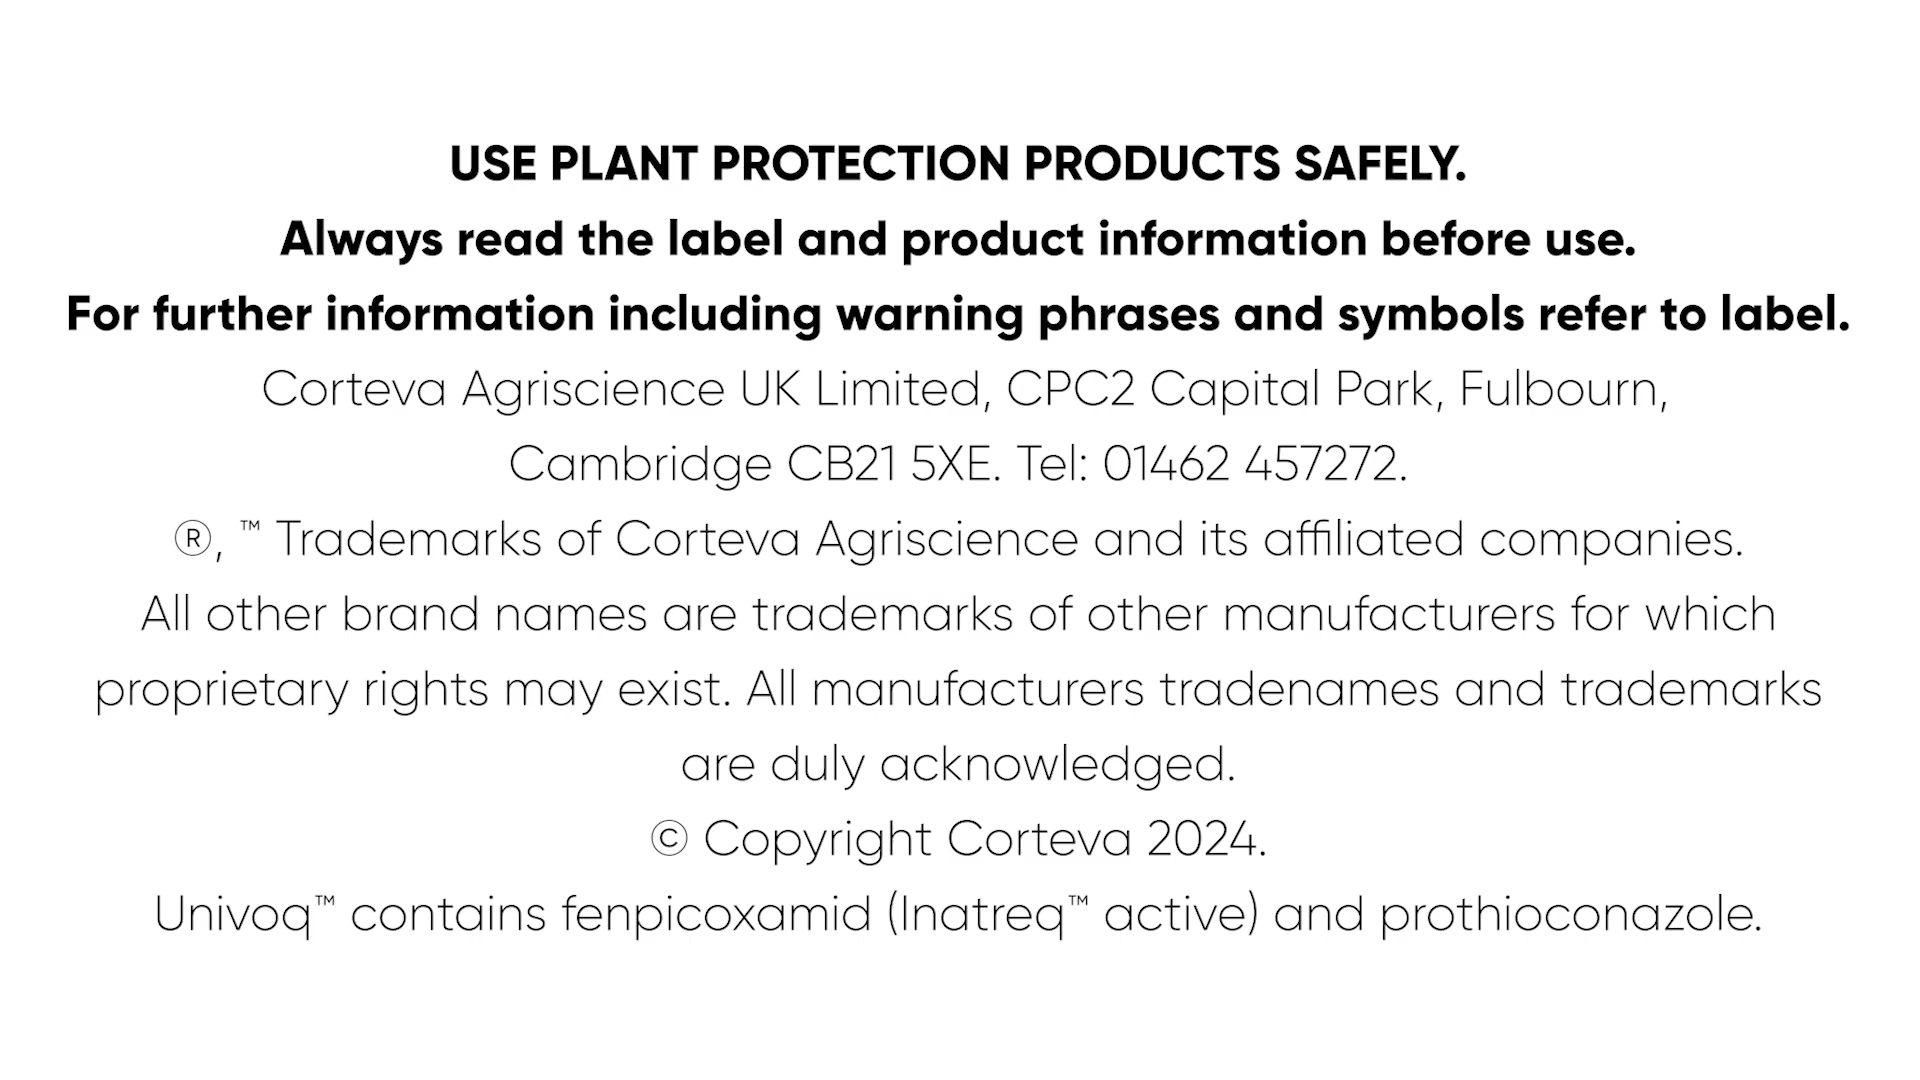 USE PLANT PROTECTION PRODUCTS SAFELY.
Always read the label and product information before use.
For further information including warning phrases and symbols refer to label.
Corteva Agriscience UK Limited, CPC2 Capital Park, Fulbourn,
Cambridge CB21 5XE. Tel: 01462 457272.
®, ™ Trademarks of Corteva Agriscience and its affiliated companies.
All other brand names are trademarks of other manufacturers for which
proprietary rights may exist. All manufacturers tradenames and trademarks
are duly acknowledged.
© Copyright Corteva 2024.
Univoq™ contains fenpicoxamid (Inatreq™ active) and prothioconazole.